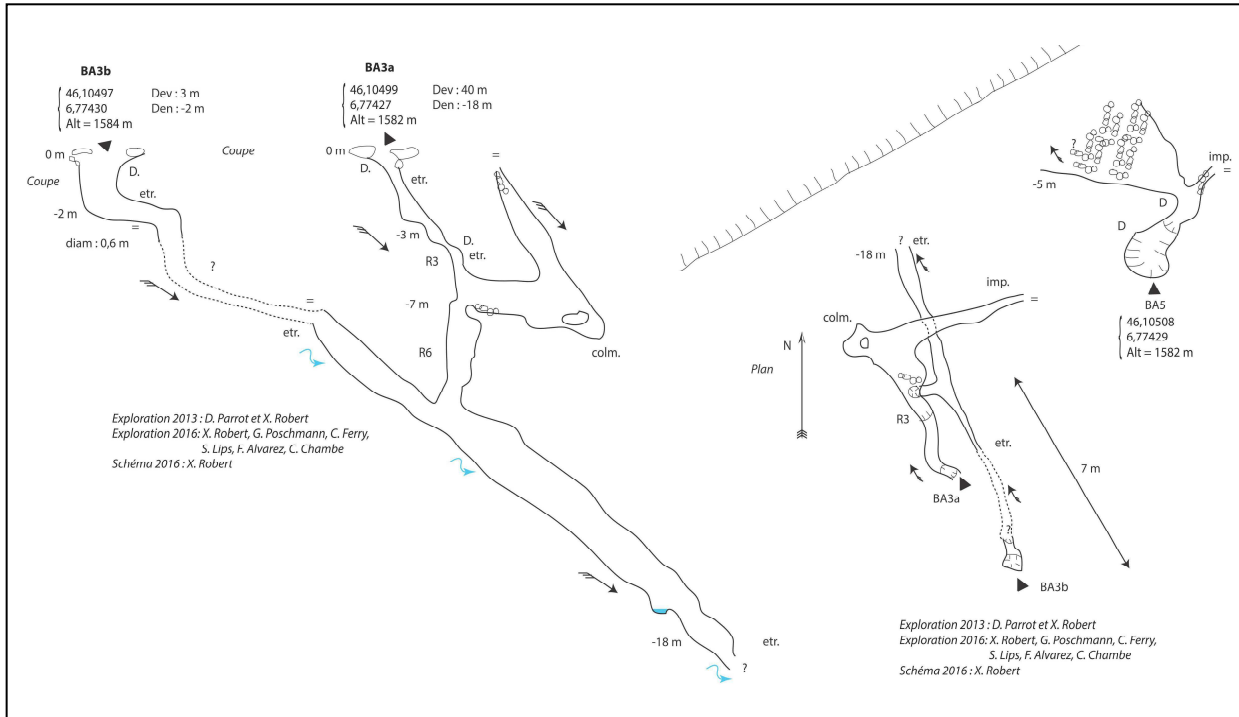 BA3b
46,10497
6,77430
Alt = 1584 m
Dev : 3 m
Den : -2 m
0 m
D.
Coupe
etr.
-2 m
=
diam : 0,6 m
?
=
etr.
BA3a
46,10499
6,77427
Alt = 1582 m
Dev : 40 m
Den : -18 m
Coupe
0 m
D.
etr.
=
-3 m
D.
R3
etr.
-7 m
R6
colm.
Exploration 2013 : D. Parrot et X. Robert
Exploration 2016: X. Robert, G. Poschmann, C. Ferry,
S. Lips, F. Alvarez, C. Chambe
Schéma 2016 : X. Robert
-18 m
etr.
?
?
-5 m
imp.
=
D
D
BA5
46,10508
6,77429
Alt = 1582 m
? etr.
-18 m
imp.
=
colm.
N
Plan
R3
etr.
7 m
BA3a
?
BA3b
Exploration 2013 : D. Parrot et X. Robert
Exploration 2016: X. Robert, G. Poschmann, C. Ferry,
S. Lips, F. Alvarez, C. Chambe
Schéma 2016 : X. Robert